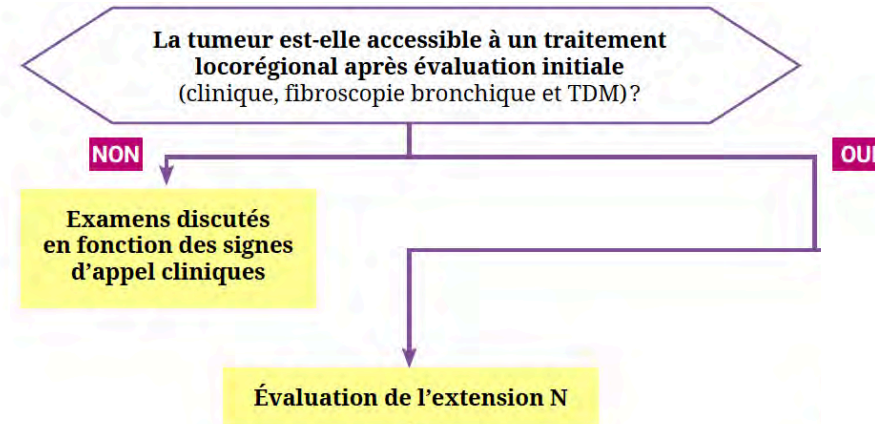 La tumeur est-elle accessible à un traitement
locorégional après évaluation initiale
(clinique, fibroscopie bronchique et TDM) ?
NON
OUI
Examens discutés
en fonction des signes
d’appel cliniques
Évaluation de l’extension N